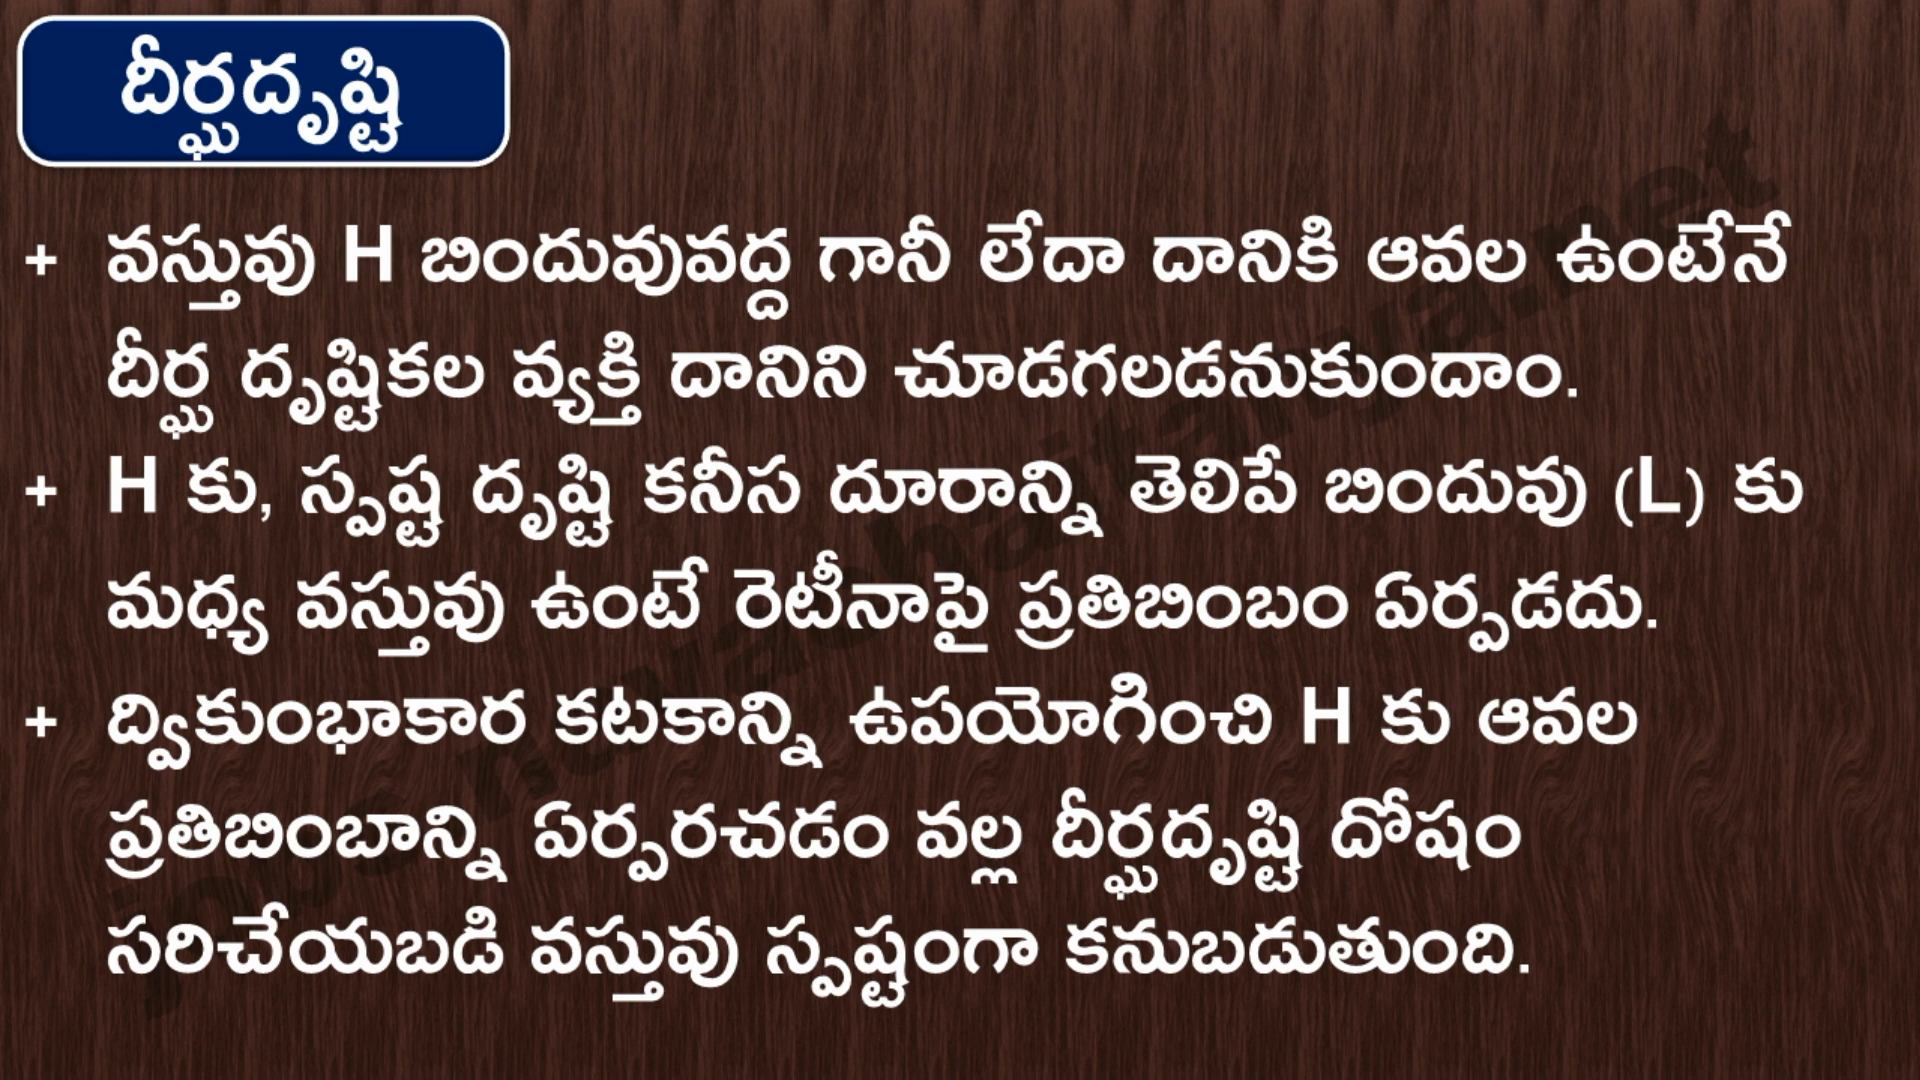 దీర్ఘదృష్టి
+ వస్తువు H బిందువువద్ద గానీ లేదా దానికి ఆవల ఉంటేనే
దీర్ఘ దృష్టికల వ్యక్తి దానిని చూడగలడనుకుందాం.
+ H కు, స్పష్ట దృష్టి కనీస దూరాన్ని తెలిపే బిందువు (L) కు
మధ్య వస్తువు ఉంటే రెటీనాపై ప్రతిబింబం ఏర్పడదు.
+ ద్వికుంభాకార కటకాన్ని ఉపయోగించి H కు ఆవల
ప్రతిబింబాన్ని ఏర్పరచడం వల్ల దీర్ఘదృష్టి దోషం
సరిచేయబడి వస్తువు స్పష్టంగా కనుబడుతుంది.